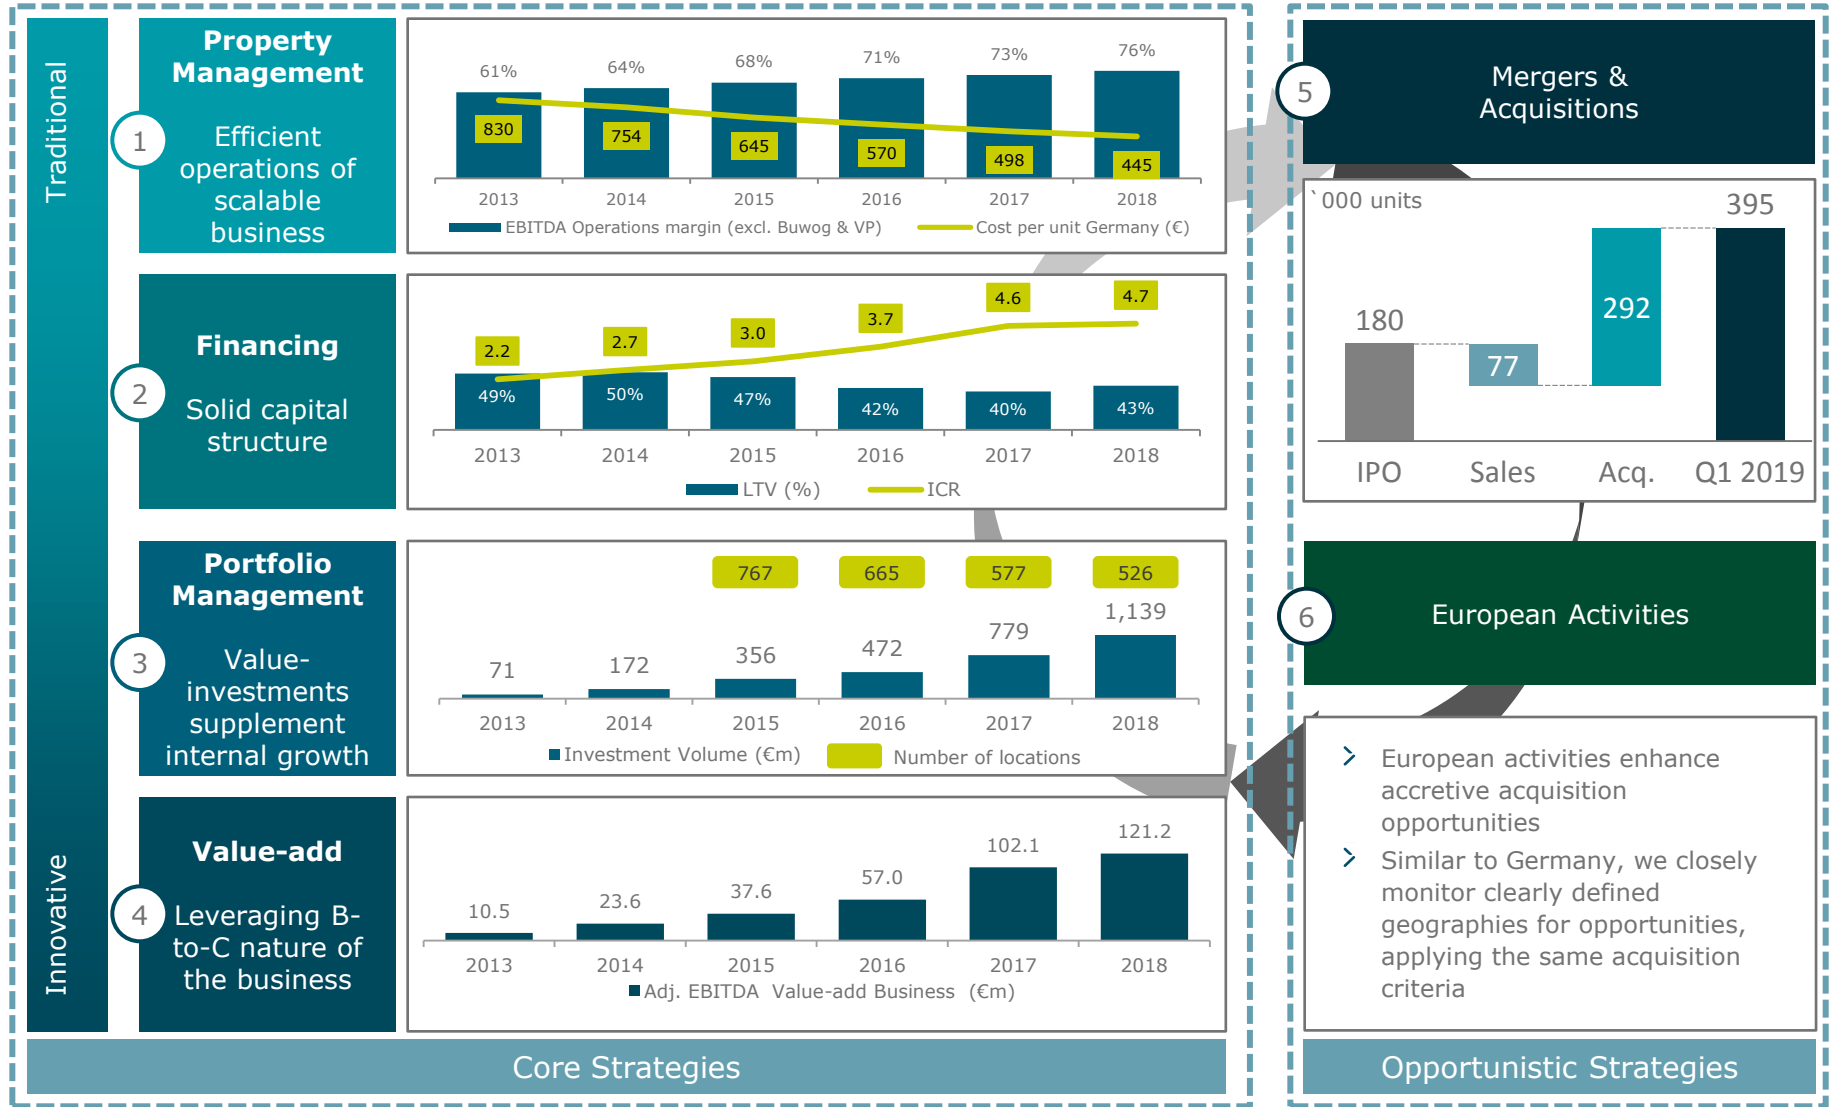 Traditional
Innovative
Property
Management
1
Efficient
operations of
scalable
business
61%
64%
68%
71%
73%
76%
830
754
645
570
498
445
2013
2014
2015
2016
2017
2018
EBITDA Operations margin (excl. Buwog & VP)
Cost per unit Germany (€)
Financing
2
Solid capital
structure
2.2
2.7
3.0
3.7
4.6
4.7
49%
50%
47%
42%
40%
43%
2013
2014
2015
2016
2017
2018
LTV (%)
ICR
Portfolio
Management
3
Value-
investments
supplement
internal growth
767
665
577
526
71
172
356
472
779
1,139
2013
2014
2015
2016
2017
2018
Investment Volume (€m)
Number of locations
Value-add
4
Leveraging B-
to-C nature of
the business
10.5
23.6
37.6
57.0
102.1
121.2
2013
2014
2015
2016
2017
2018
Adj. EBITDA Value-add Business (€m)
Core Strategies
5
Mergers &
Acquisitions
`000 units
180
77
292
395
IPO
Sales
Acq.
Q1 2019
6
European Activities
European activities enhance
accretive acquisition
opportunities
Similar to Germany, we closely
monitor clearly defined
geographies for opportunities,
applying the same acquisition
criteria
Opportunistic Strategies